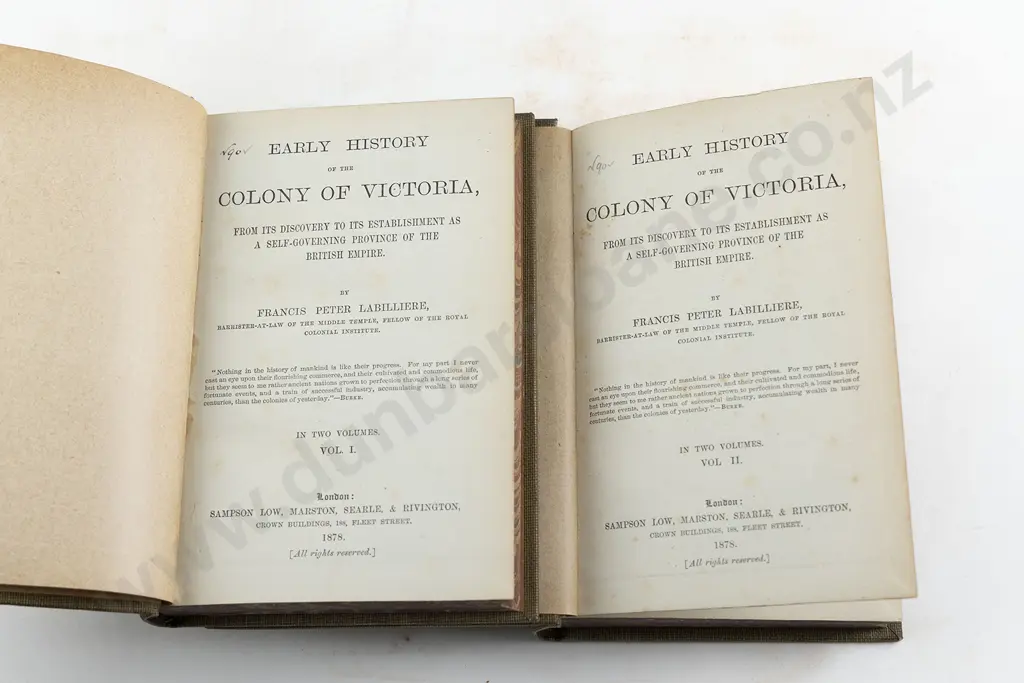 EARLY HISTORY
OF THE
COLONY OF VICTORIA,
FROM ITS DISCOVERY TO ITS ESTABLISHMENT AS
A SELF-GOVERNING PROVINCE OF THE
BRITISH EMPIRE.
BY
FRANCIS PETER LABILLIERE,
BARRISTER-AT-LAW OF THE MIDDLE TEMPLE, FELLOW OF THE ROYAL
COLONIAL INSTITUTE.
"Nothing in the history of mankind is like their progress. For my part I never
cast an eye upon their flourishing commerce, and their cultivated and commodious life,
but they seem to me rather ancient nations grown to perfection through a long series of
fortunate events, and a train of successful industry, accumulating wealth in many
centuries, than the colonies of yesterday."—BURKE.
IN TWO VOLUMES.
VOL. I.
London:
SAMPSON LOW, MARSTON, SEARLE, & RIVINGTON,
CROWN BUILDINGS, 188, FLEET STREET.
1878.
[All rights reserved.]
EARLY HISTORY
OF THE
COLONY OF VICTORIA,
FROM ITS DISCOVERY TO ITS ESTABLISHMENT AS
A SELF-GOVERNING PROVINCE OF THE
BRITISH EMPIRE.
BY
FRANCIS PETER LABILLIERE,
BARRISTER-AT-LAW OF THE MIDDLE TEMPLE, FELLOW OF THE ROYAL
COLONIAL INSTITUTE.
"Nothing in the history of mankind is like their progress. For my part, I never
cast an eye upon their flourishing commerce, and their cultivated and commodious life,
but they seem to me rather ancient nations grown to perfection through a long series of
fortunate events, and a train of successful industry, accumulating wealth in many
centuries, than the colonies of yesterday."—BURKE.
IN TWO VOLUMES.
VOL II.
London:
SAMPSON LOW, MARSTON, SEARLE, & RIVINGTON,
CROWN BUILDINGS, 188, FLEET STREET.
1878.
[All rights reserved.]
www.dunbarsloane.co.nz